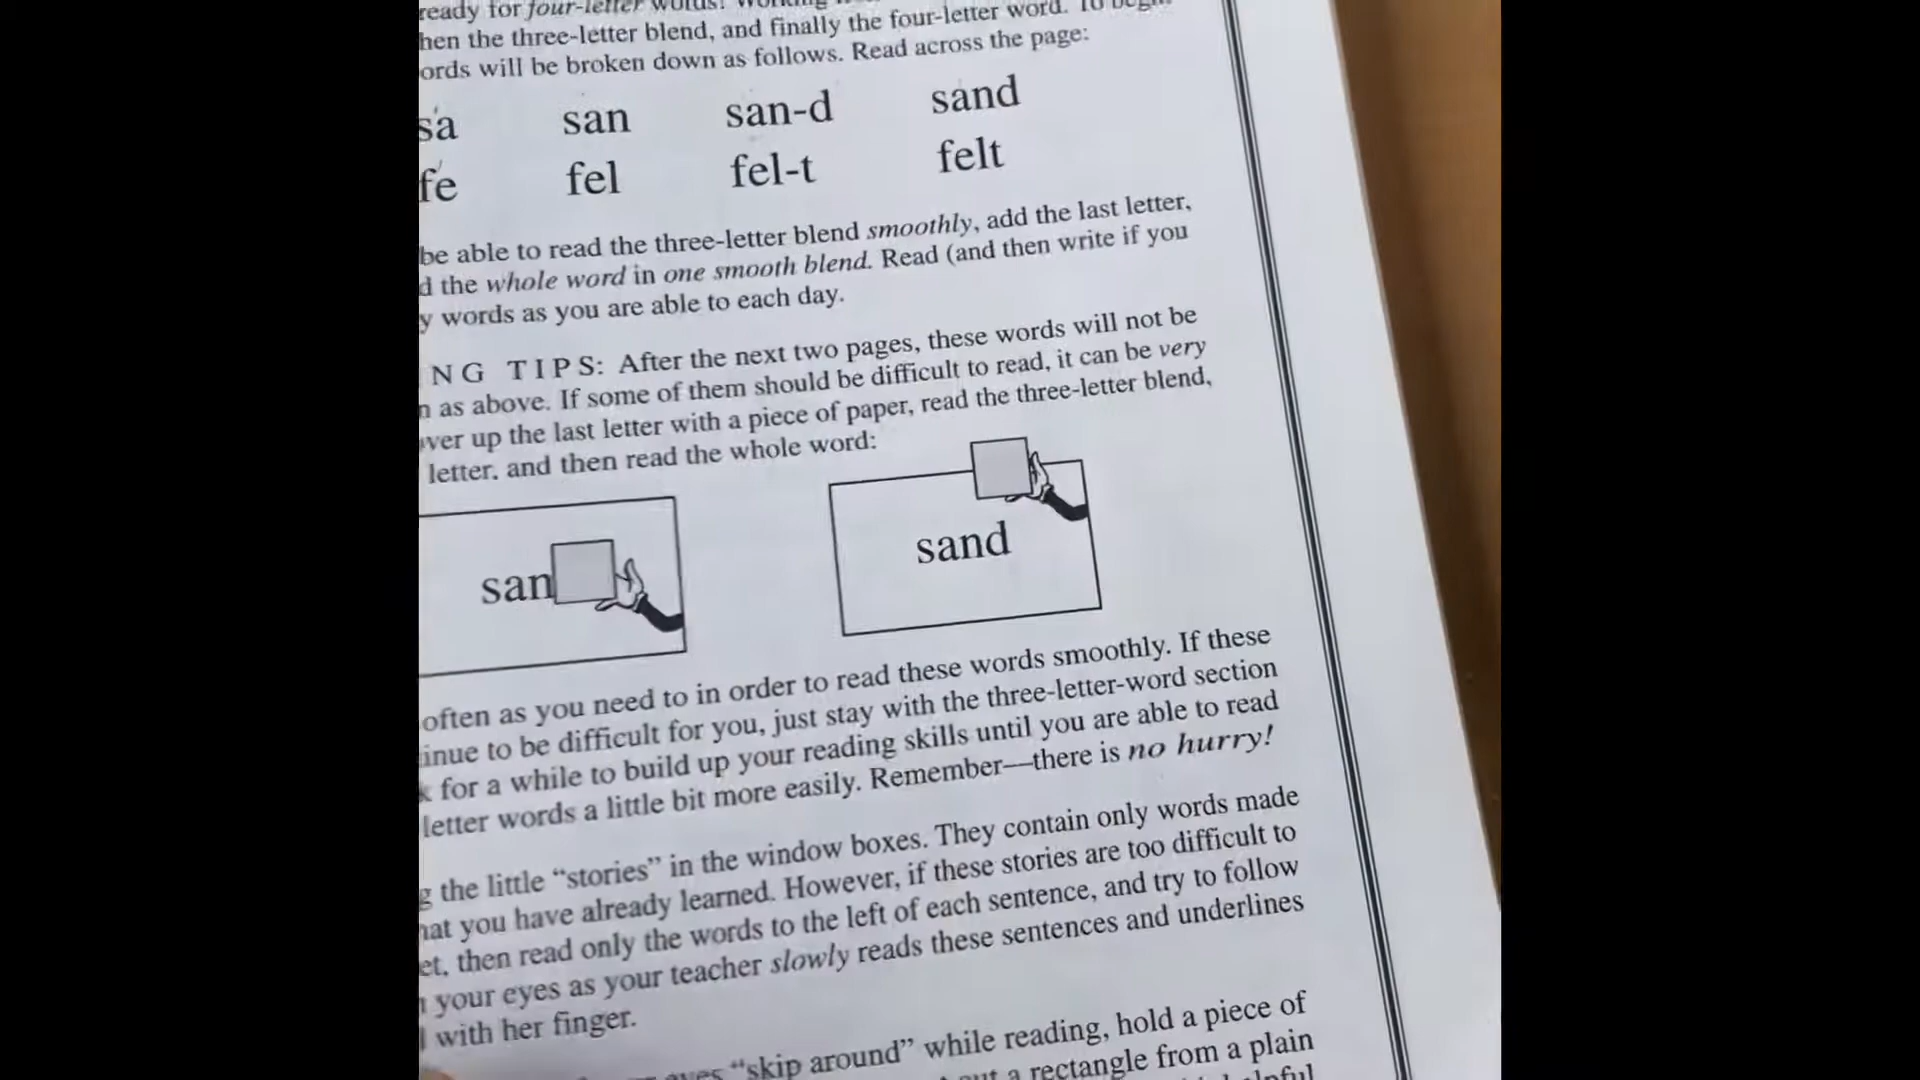 ready for four-letter words! Working
hen the three-letter blend, and finally the four-letter word. To begin
ords will be broken down as follows. Read across the page:
sa san san-d sand
fe fel fel-t felt
be able to read the three-letter blend smoothly, add the last letter,
d the whole word in one smooth blend. Read (and then write if you
y words as you are able to each day.
NG TIPS: After the next two pages, these words will not be
n as above. If some of them should be difficult to read, it can be very
ver up the last letter with a piece of paper, read the three-letter blend,
letter, and then read the whole word:
san sand
often as you need to in order to read these words smoothly. If these
inue to be difficult for you, just stay with the three-letter-word section
k for a while to build up your reading skills until you are able to read
letter words a little bit more easily. Remember—there is no hurry!
g the little “stories” in the window boxes. They contain only words made
hat you have already learned. However, if these stories are too difficult to
et, then read only the words to the left of each sentence, and try to follow
your eyes as your teacher slowly reads these sentences and underlines
with her finger.
eyes “skip around” while reading, hold a piece of
out a rectangle from a plain